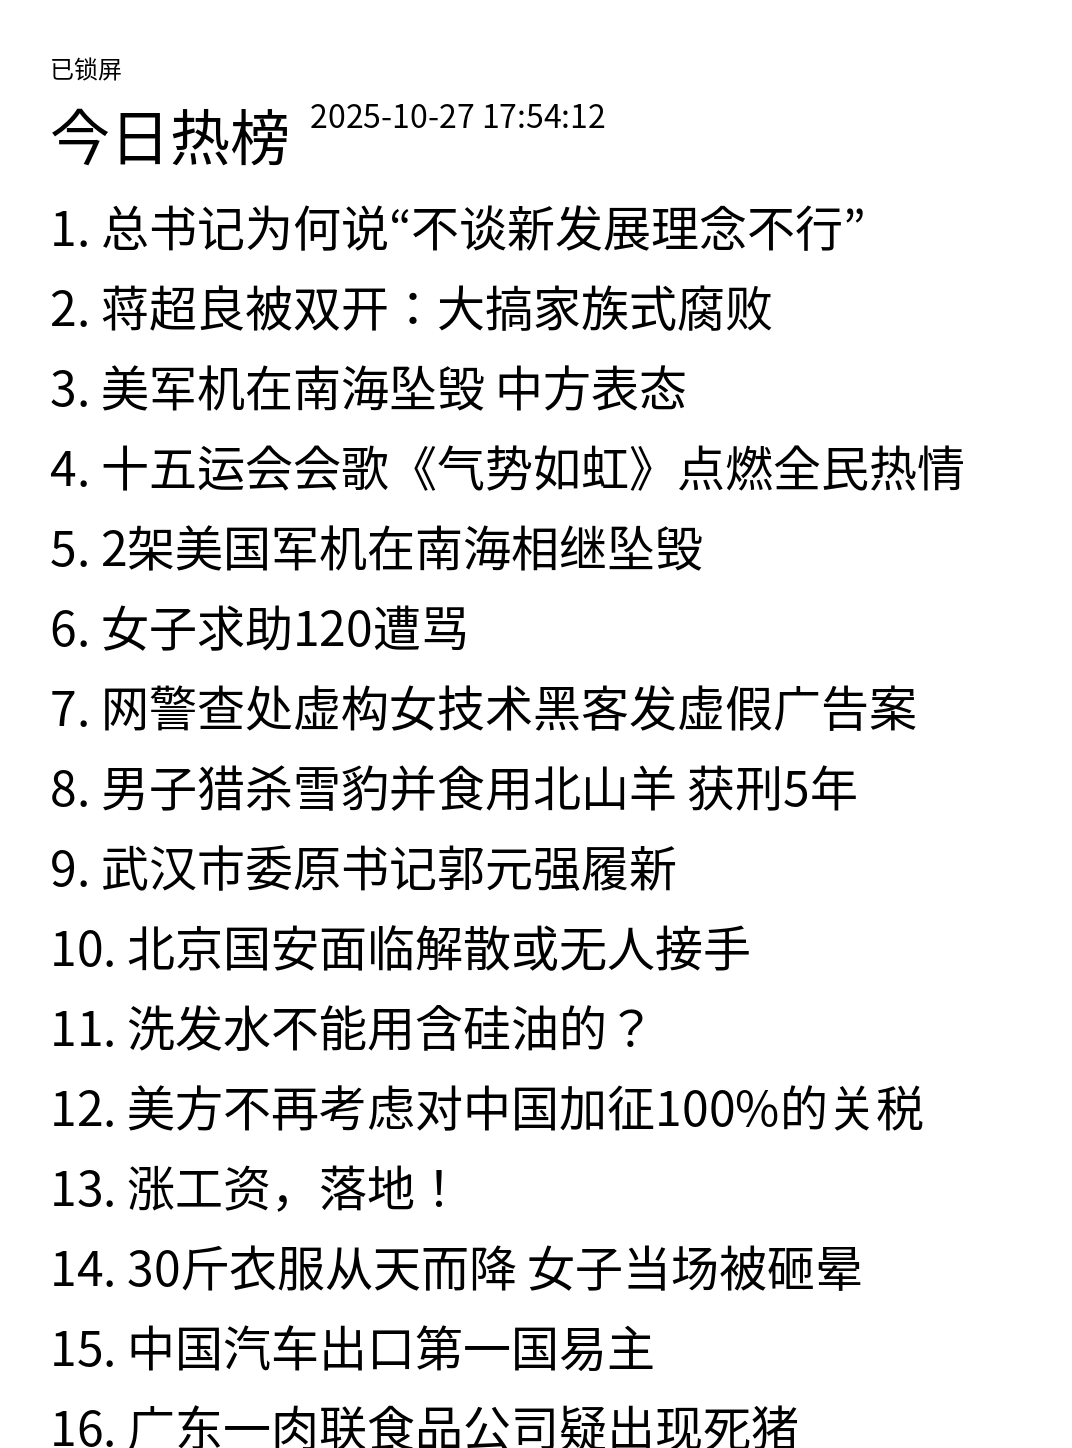 已锁屏
今日热榜 2025-10-27 17:54:12
1. 总书记为何说“不谈新发展理念不行”
2. 蒋超良被双开：大搞家族式腐败
3. 美军机在南海坠毁 中方表态
4. 十五运会会歌《气势如虹》点燃全民热情
5. 2架美国军机在南海相继坠毁
6. 女子求助120遭骂
7. 网警查处虚构女技术黑客发虚假广告案
8. 男子猎杀雪豹并食用北山羊 获刑5年
9. 武汉市委原书记郭元强履新
10. 北京国安面临解散或无人接手
11. 洗发水不能用含硅油的？
12. 美方不再考虑对中国加征100%的关税
13. 涨工资，落地！
14. 30斤衣服从天而降 女子当场被砸晕
15. 中国汽车出口第一国易主
16. 广东一肉联食品公司疑出现死猪